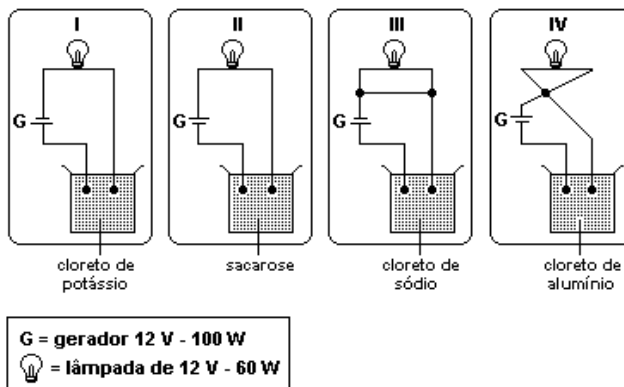 I
II
III
IV
G
G
G
G
cloreto de
potássio
sacarose
cloreto de
sódio
cloreto de
alumínio
G = gerador 12 V - 100 W
= lâmpada de 12 V - 60 W